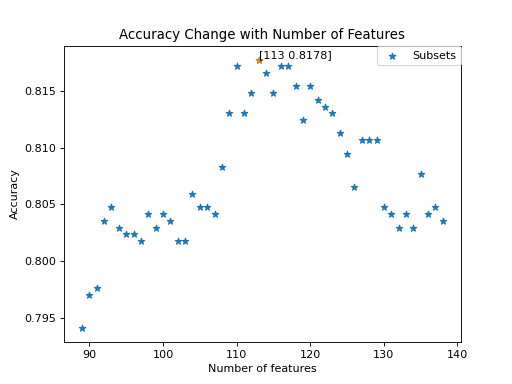 Accuracy Change with Number of Features
[113 0.8178]
Subsets
0.815
0.810
0.805
0.800
0.795
Accuracy
90 100 110 120 130 140
Number of features